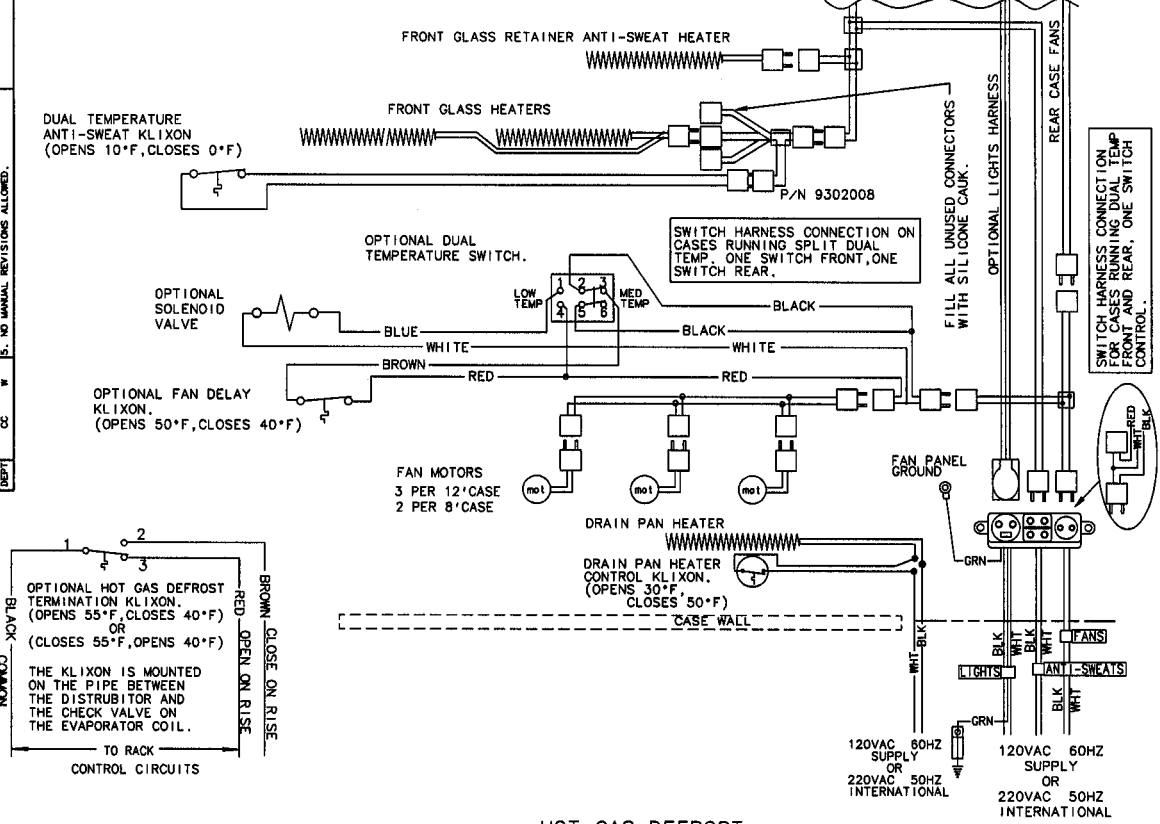 FRONT GLASS RETAINER ANTI-SWEAT HEATER
FRONT GLASS HEATERS
DUAL TEMPERATURE
ANTI-SWEAT KLIXON
(OPENS 10°F,CLOSES 0°F)
P/N 9302008
FILL ALL UNUSED CONNECTORS
WITH SILICONE CAUK.
OPTIONAL LIGHTS HARNESS
REAR CASE FANS
SWITCH HARNESS CONNECTION
FOR CASES RUNNING DUAL TEMP
FRONT AND REAR, ONE SWITCH
CONTROL.
5. NO MANUAL REVISIONS ALLOWED.
W
CC
DEPT
OPTIONAL DUAL
TEMPERATURE SWITCH.
SWITCH HARNESS CONNECTION ON
CASES RUNNING SPLIT DUAL
TEMP. ONE SWITCH FRONT,ONE
SWITCH REAR.
LOW
TEMP
1 2 3
4 5 6
MED
TEMP
OPTIONAL
SOLENOID
VALVE
BLACK
BLUE
BLACK
WHITE
WHITE
BROWN
RED
RED
OPTIONAL FAN DELAY
KLIXON.
(OPENS 50°F,CLOSES 40°F)
RED
WHT
BLK
FAN MOTORS
3 PER 12'CASE
2 PER 8'CASE
mot
mot
mot
FAN PANEL
GROUND
DRAIN PAN HEATER
DRAIN PAN HEATER
CONTROL KLIXON.
(OPENS 30°F,
CLOSES 50°F)
GRN
CASE WALL
1
2
3
OPTIONAL HOT GAS DEFROST
TERMINATION KLIXON.
(OPENS 55°F,CLOSES 40°F)
OR
(CLOSES 55°F,OPENS 40°F)
THE KLIXON IS MOUNTED
ON THE PIPE BETWEEN
THE DISTRUBITOR AND
THE CHECK VALVE ON
THE EVAPORATOR COIL.
BLACK
COMMON
RED
OPEN ON RISE
BROWN
CLOSE ON RISE
TO RACK
CONTROL CIRCUITS
WHT
BLK
BLK
WHT
BLK
WHT
FANS
LIGHTS
ANTI-SWEATS
BLK
WHT
GRN
120VAC 60HZ
SUPPLY
OR
220VAC 50HZ
INTERNATIONAL
120VAC 60HZ
SUPPLY
OR
220VAC 50HZ
INTERNATIONAL
HOT GAS DEFROST